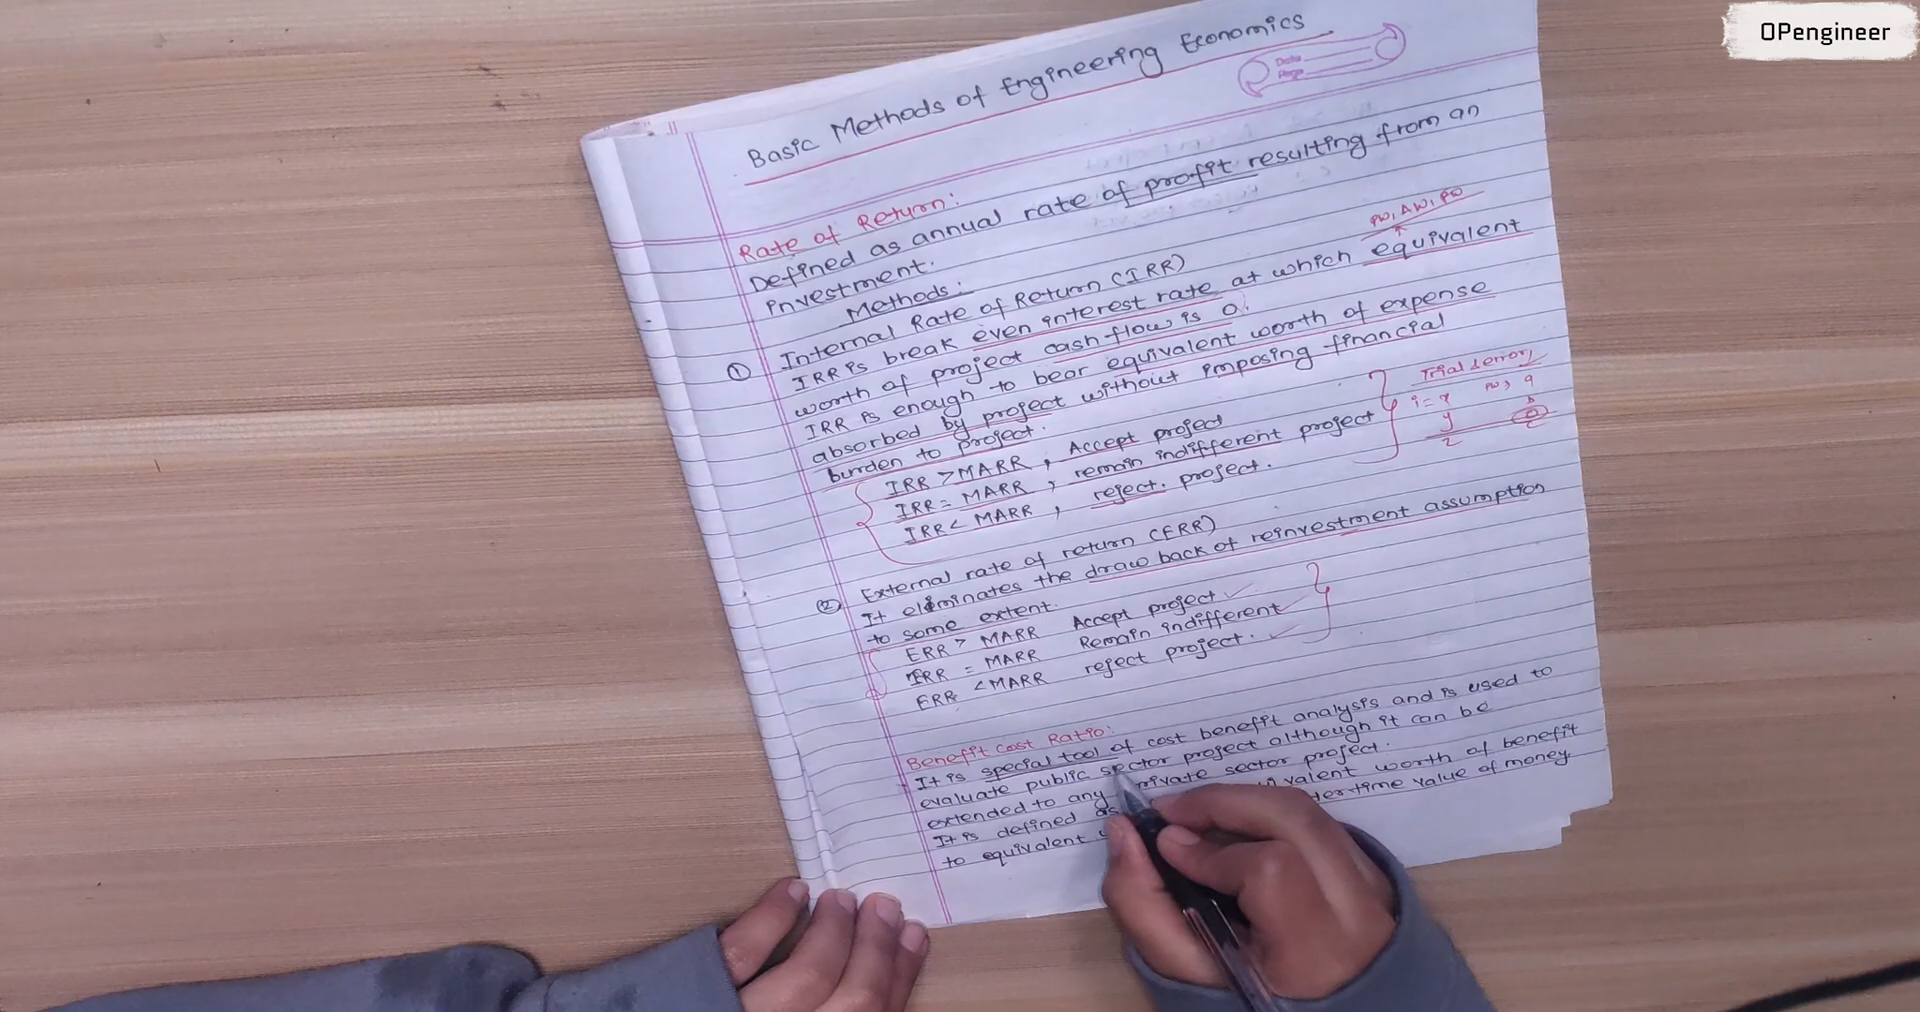 OPengineer
Basic Methods of Engineering Economics
Date
Page
Rate of Return:
Defined as annual rate of profit resulting from an
investment.
Methods:
① Internal Rate of Return (IRR)
PW, AW,
IRR is break even interest rate at which equivalent
worth of project cash-flow is 0.
IRR is enough to bear equivalent worth of expense
absorbed by project without imposing financial
burden to project.
IRR > MARR , Accept project
IRR = MARR , remain indifferent project
IRR < MARR , reject. project.
Trial & error
i = x
y
z
② External rate of return (ERR)
It eliminates the draw back of reinvestment assumption
to some extent.
ERR > MARR Accept project
IRR = MARR Remain indifferent
ERR < MARR reject project.
Benefit Cost Ratio:
It is special tool of cost benefit analysis and is used to
evaluate public sector project although it can be
extended to any private sector project.
It is defined as worth of benefit
to equivalent time value of money